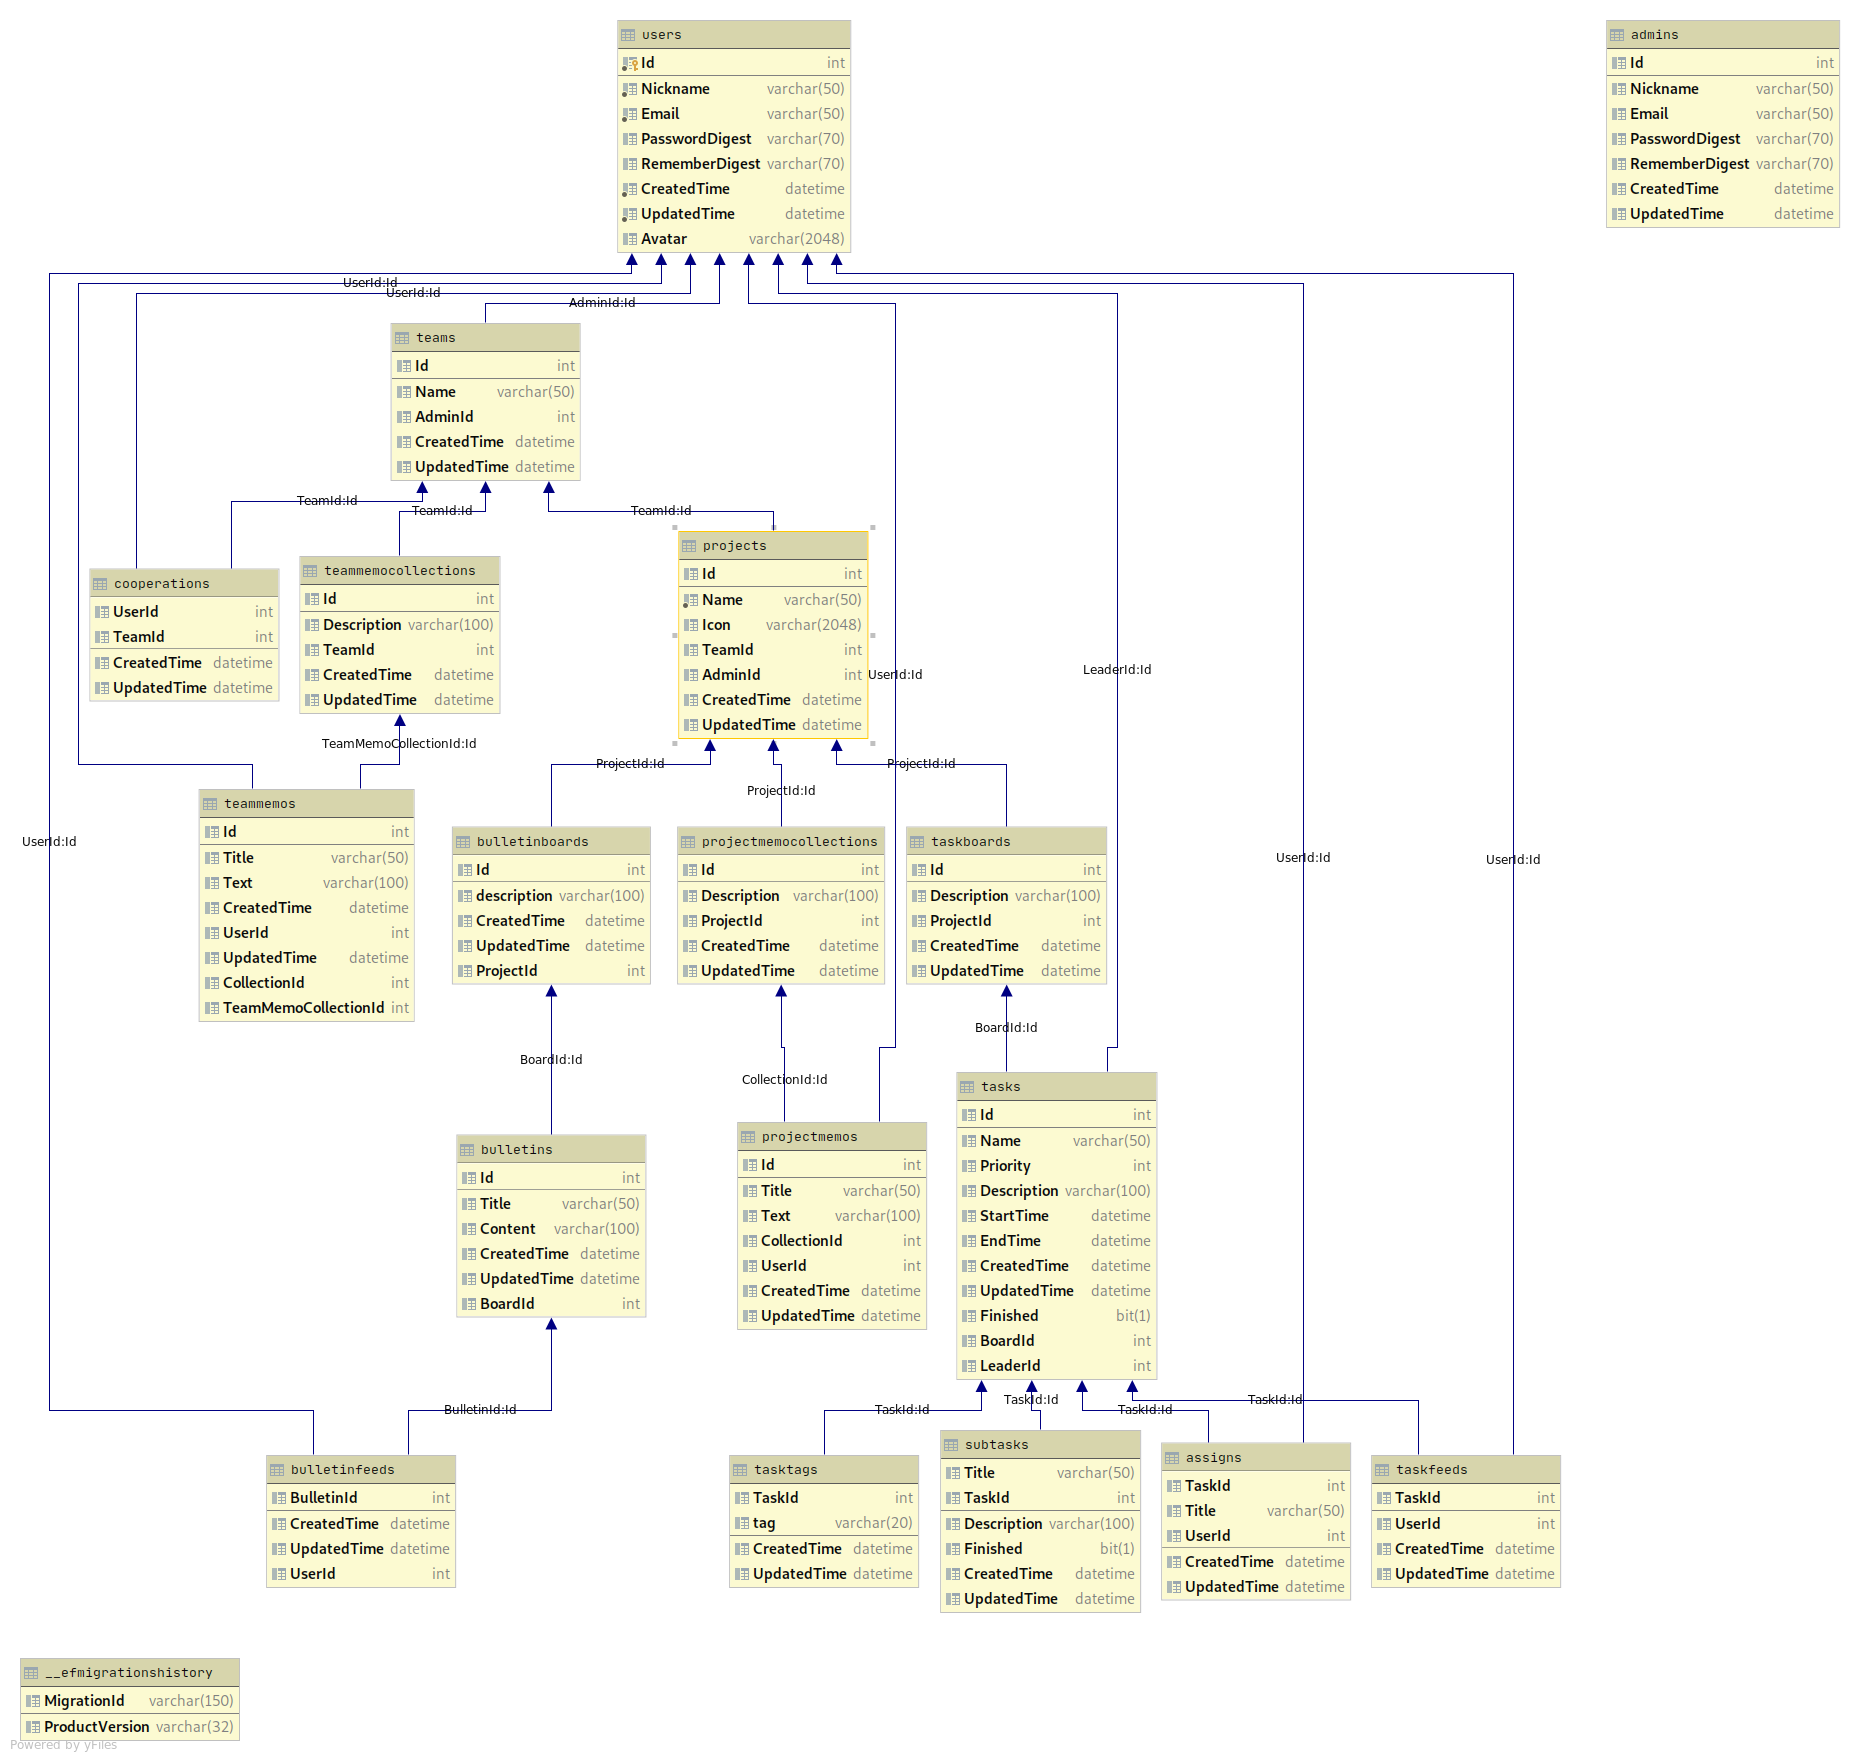 users
Id int
Nickname varchar(50)
Email varchar(50)
PasswordDigest varchar(70)
RememberDigest varchar(70)
CreatedTime datetime
UpdatedTime datetime
Avatar varchar(2048)
admins
Id int
Nickname varchar(50)
Email varchar(50)
PasswordDigest varchar(70)
RememberDigest varchar(70)
CreatedTime datetime
UpdatedTime datetime
UserId:Id
UserId:Id
AdminId:Id
teams
Id int
Name varchar(50)
AdminId int
CreatedTime datetime
UpdatedTime datetime
TeamId:Id
TeamId:Id
TeamId:Id
cooperations
UserId int
TeamId int
CreatedTime datetime
UpdatedTime datetime
teammemocollections
Id int
Description varchar(100)
TeamId int
CreatedTime datetime
UpdatedTime datetime
projects
Id int
Name varchar(50)
Icon varchar(2048)
TeamId int
AdminId int
CreatedTime datetime
UpdatedTime datetime
UserId:Id
LeaderId:Id
TeamMemoCollectionId:Id
ProjectId:Id
ProjectId:Id
ProjectId:Id
UserId:Id
teammemos
Id int
Title varchar(50)
Text varchar(100)
CreatedTime datetime
UserId int
UpdatedTime datetime
CollectionId int
TeamMemoCollectionId int
bulletinboards
Id int
description varchar(100)
CreatedTime datetime
UpdatedTime datetime
ProjectId int
projectmemocollections
Id int
Description varchar(100)
ProjectId int
CreatedTime datetime
UpdatedTime datetime
taskboards
Id int
Description varchar(100)
ProjectId int
CreatedTime datetime
UpdatedTime datetime
UserId:Id
UserId:Id
BoardId:Id
CollectionId:Id
BoardId:Id
bulletins
Id int
Title varchar(50)
Content varchar(100)
CreatedTime datetime
UpdatedTime datetime
BoardId int
projectmemos
Id int
Title varchar(50)
Text varchar(100)
CollectionId int
UserId int
CreatedTime datetime
UpdatedTime datetime
tasks
Id int
Name varchar(50)
Priority int
Description varchar(100)
StartTime datetime
EndTime datetime
CreatedTime datetime
UpdatedTime datetime
Finished bit(1)
BoardId int
LeaderId int
BulletinId:Id
TaskId:Id
TaskId:Id
TaskId:Id
TaskId:Id
bulletinfeeds
BulletinId int
CreatedTime datetime
UpdatedTime datetime
UserId int
tasktags
TaskId int
tag varchar(20)
CreatedTime datetime
UpdatedTime datetime
subtasks
Title varchar(50)
TaskId int
Description varchar(100)
Finished bit(1)
CreatedTime datetime
UpdatedTime datetime
assigns
TaskId int
Title varchar(50)
UserId int
CreatedTime datetime
UpdatedTime datetime
taskfeeds
TaskId int
UserId int
CreatedTime datetime
UpdatedTime datetime
__efmigrationshistory
MigrationId varchar(150)
ProductVersion varchar(32)
Powered by yFiles